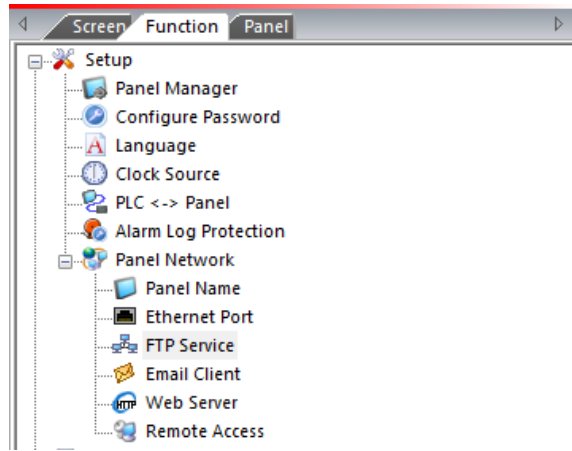 Screen Function Panel
Setup
Panel Manager
Configure Password
A Language
Clock Source
PLC <-> Panel
Alarm Log Protection
Panel Network
Panel Name
Ethernet Port
FTP Service
Email Client
HTTP Web Server
Remote Access